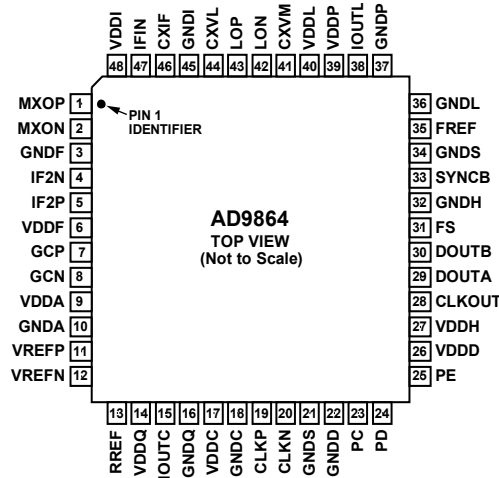 VDDI IFIN CXIF GNDI CXVL LOP LON CXVM VDDL VDDP IOUTL GNDP
48 47 46 45 44 43 42 41 40 39 38 37
MXOP 1
MXON 2
GNDF 3
IF2N 4
IF2P 5
VDDF 6
GCP 7
GCN 8
VDDA 9
GNDA 10
VREFP 11
VREFN 12
PIN 1
IDENTIFIER
AD9864
TOP VIEW
(Not to Scale)
36 GNDL
35 FREF
34 GNDS
33 SYNCB
32 GNDH
31 FS
30 DOUTB
29 DOUTA
28 CLKOUT
27 VDDH
26 VDDD
25 PE
13 14 15 16 17 18 19 20 21 22 23 24
RREF VDDQ IOUTC GNDQ VDDC GNDC CLKP CLKN GNDS GNDD PC PD